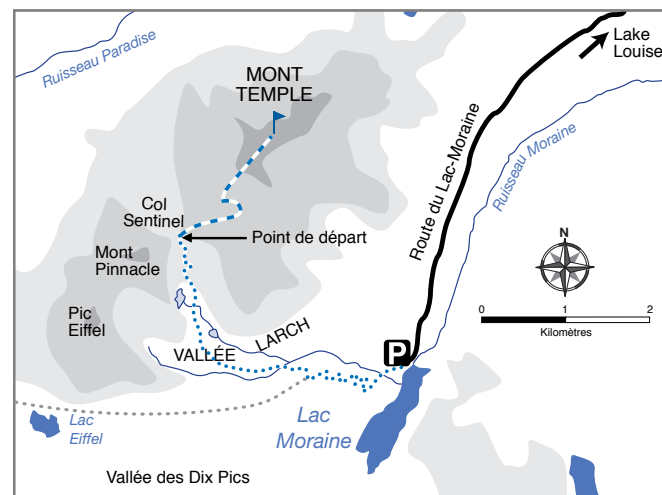 Ruisseau Paradise
MONT
TEMPLE
Lake
Louise
Route du Lac-Moraine
Ruisseau Moraine
Col
Sentinel
Point de départ
Mont
Pinnacle
N
0 1 2
Kilomètres
Pic
Eiffel
VALLÉE LARCH
P
Lac
Eiffel
Lac
Moraine
Vallée des Dix Pics